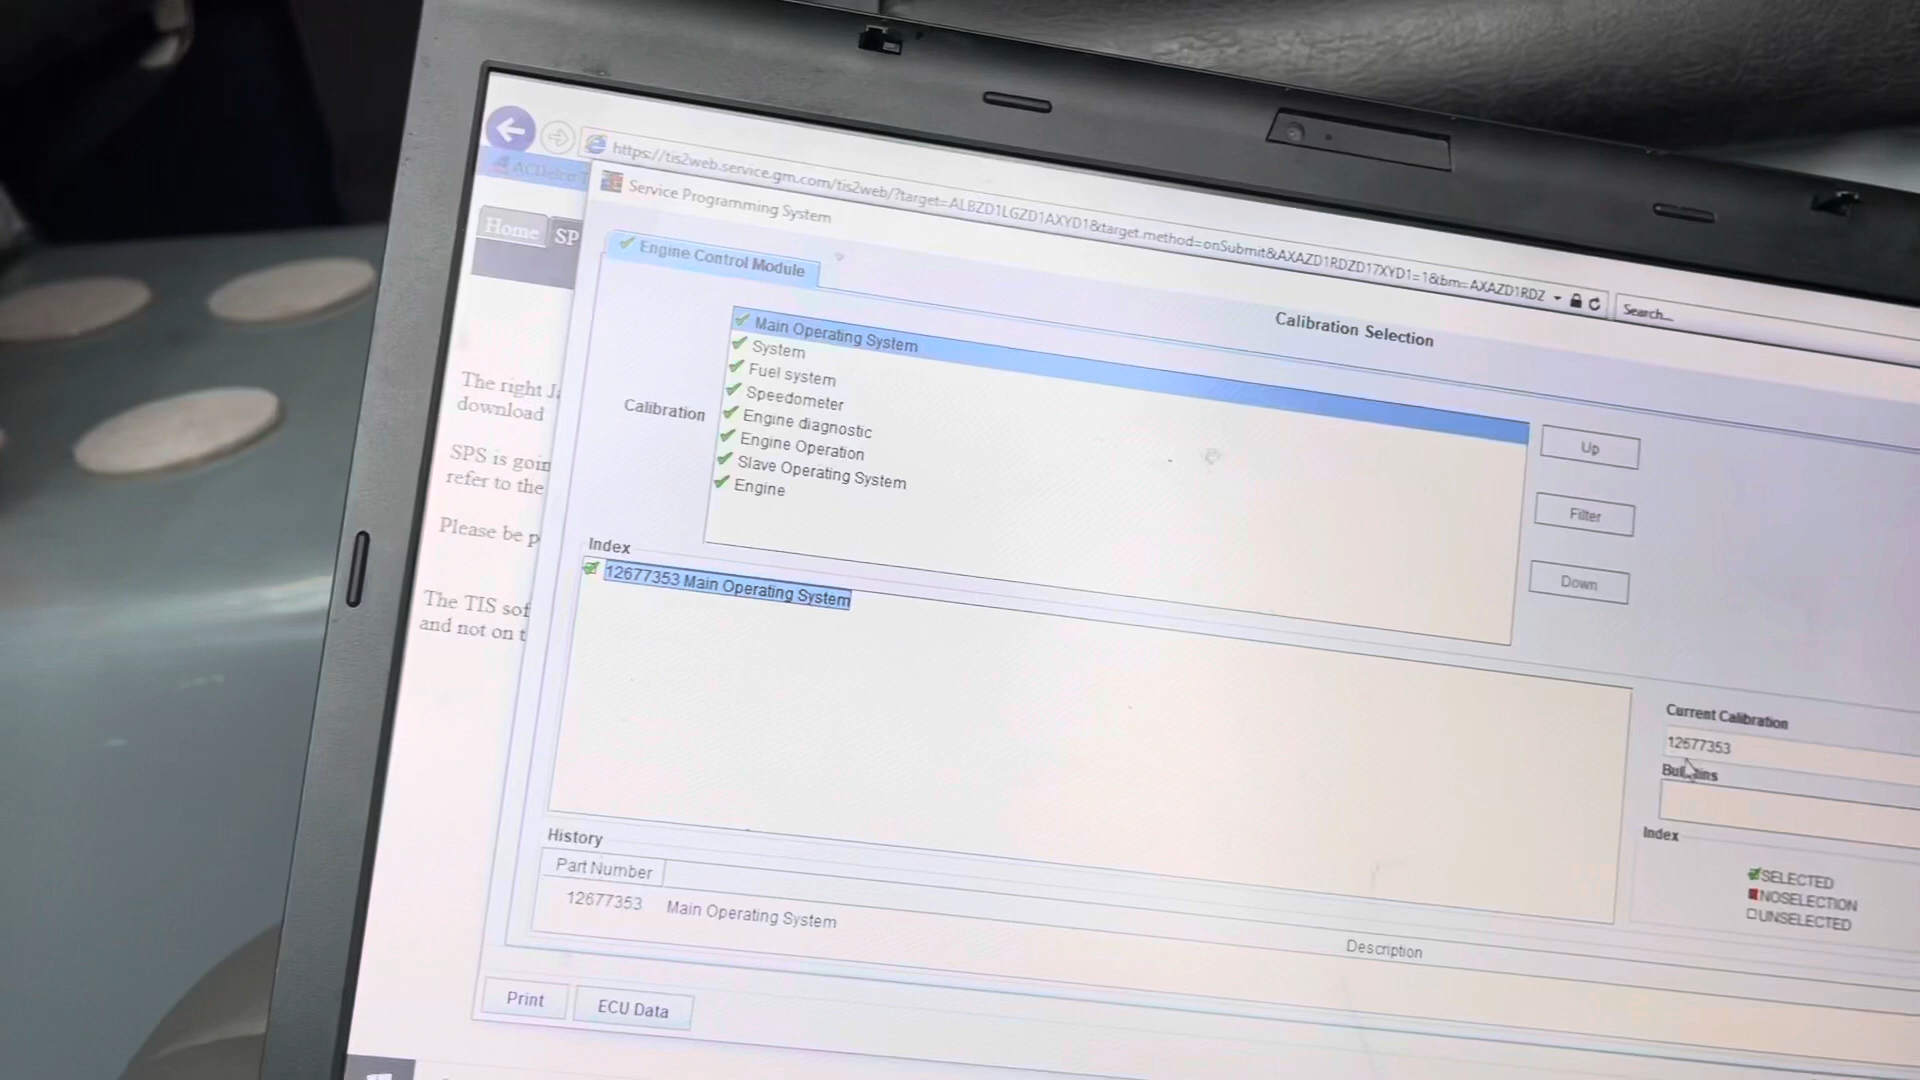 https://tis2web.service.gm.com/tis2web/?target=ALBZD1LGZD1AXYD1&target.method=onSubmit&AXAZD1RDZD17XYD1=1&bm=AXAZD1RDZ
Search...
ACDelco T
Service Programming System
Home
SP
Engine Control Module
Calibration Selection
The right Ja
download
SPS is goin
refer to the
Please be p
The TIS sof
and not on t
Calibration
Main Operating System
System
Fuel system
Speedometer
Engine diagnostic
Engine Operation
Slave Operating System
Engine
Up
Filter
Down
Index
12677353 Main Operating System
Current Calibration
12677353
Index
SELECTED
NOSELECTION
UNSELECTED
History
Part Number
Description
12677353 Main Operating System
Print
ECU Data